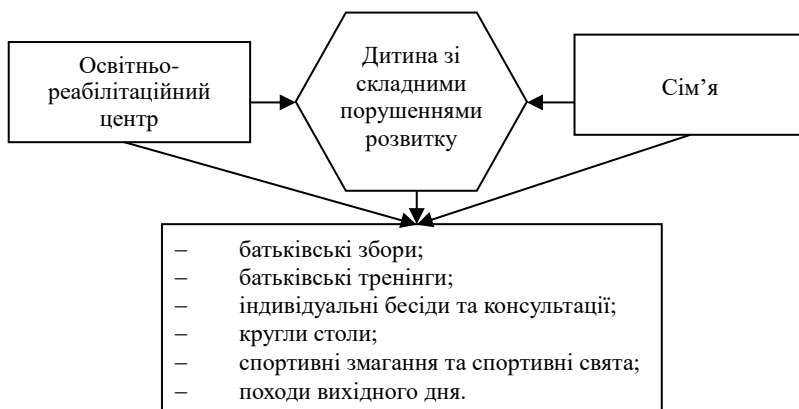 Освітньо-
реабілітаційний
центр
Дитина зі
складними
порушеннями
розвитку
Сім’я
– батьківські збори;
– батьківські тренінги;
– індивідуальні бесіди та консультації;
– кругли столи;
– спортивні змагання та спортивні свята;
– походи вихідного дня.